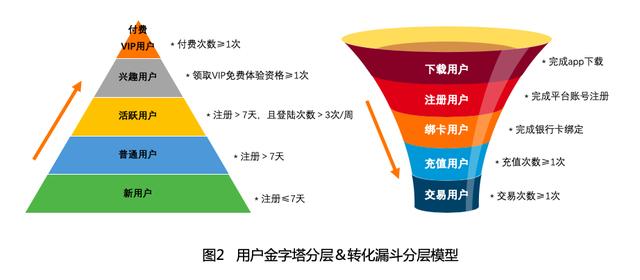 付费
VIP用户
* 付费次数≥1次
兴趣用户
* 领取VIP免费体验资格≥1次
活跃用户
* 注册＞7天，且登陆次数＞3次/周
普通用户
* 注册＞7天
新用户
* 注册≤7天
下载用户
* 完成app下载
注册用户
* 完成平台账号注册
绑卡用户
* 完成银行卡绑定
充值用户
* 充值次数≥1次
交易用户
* 交易次数≥1次
图2 用户金字塔分层＆转化漏斗分层模型